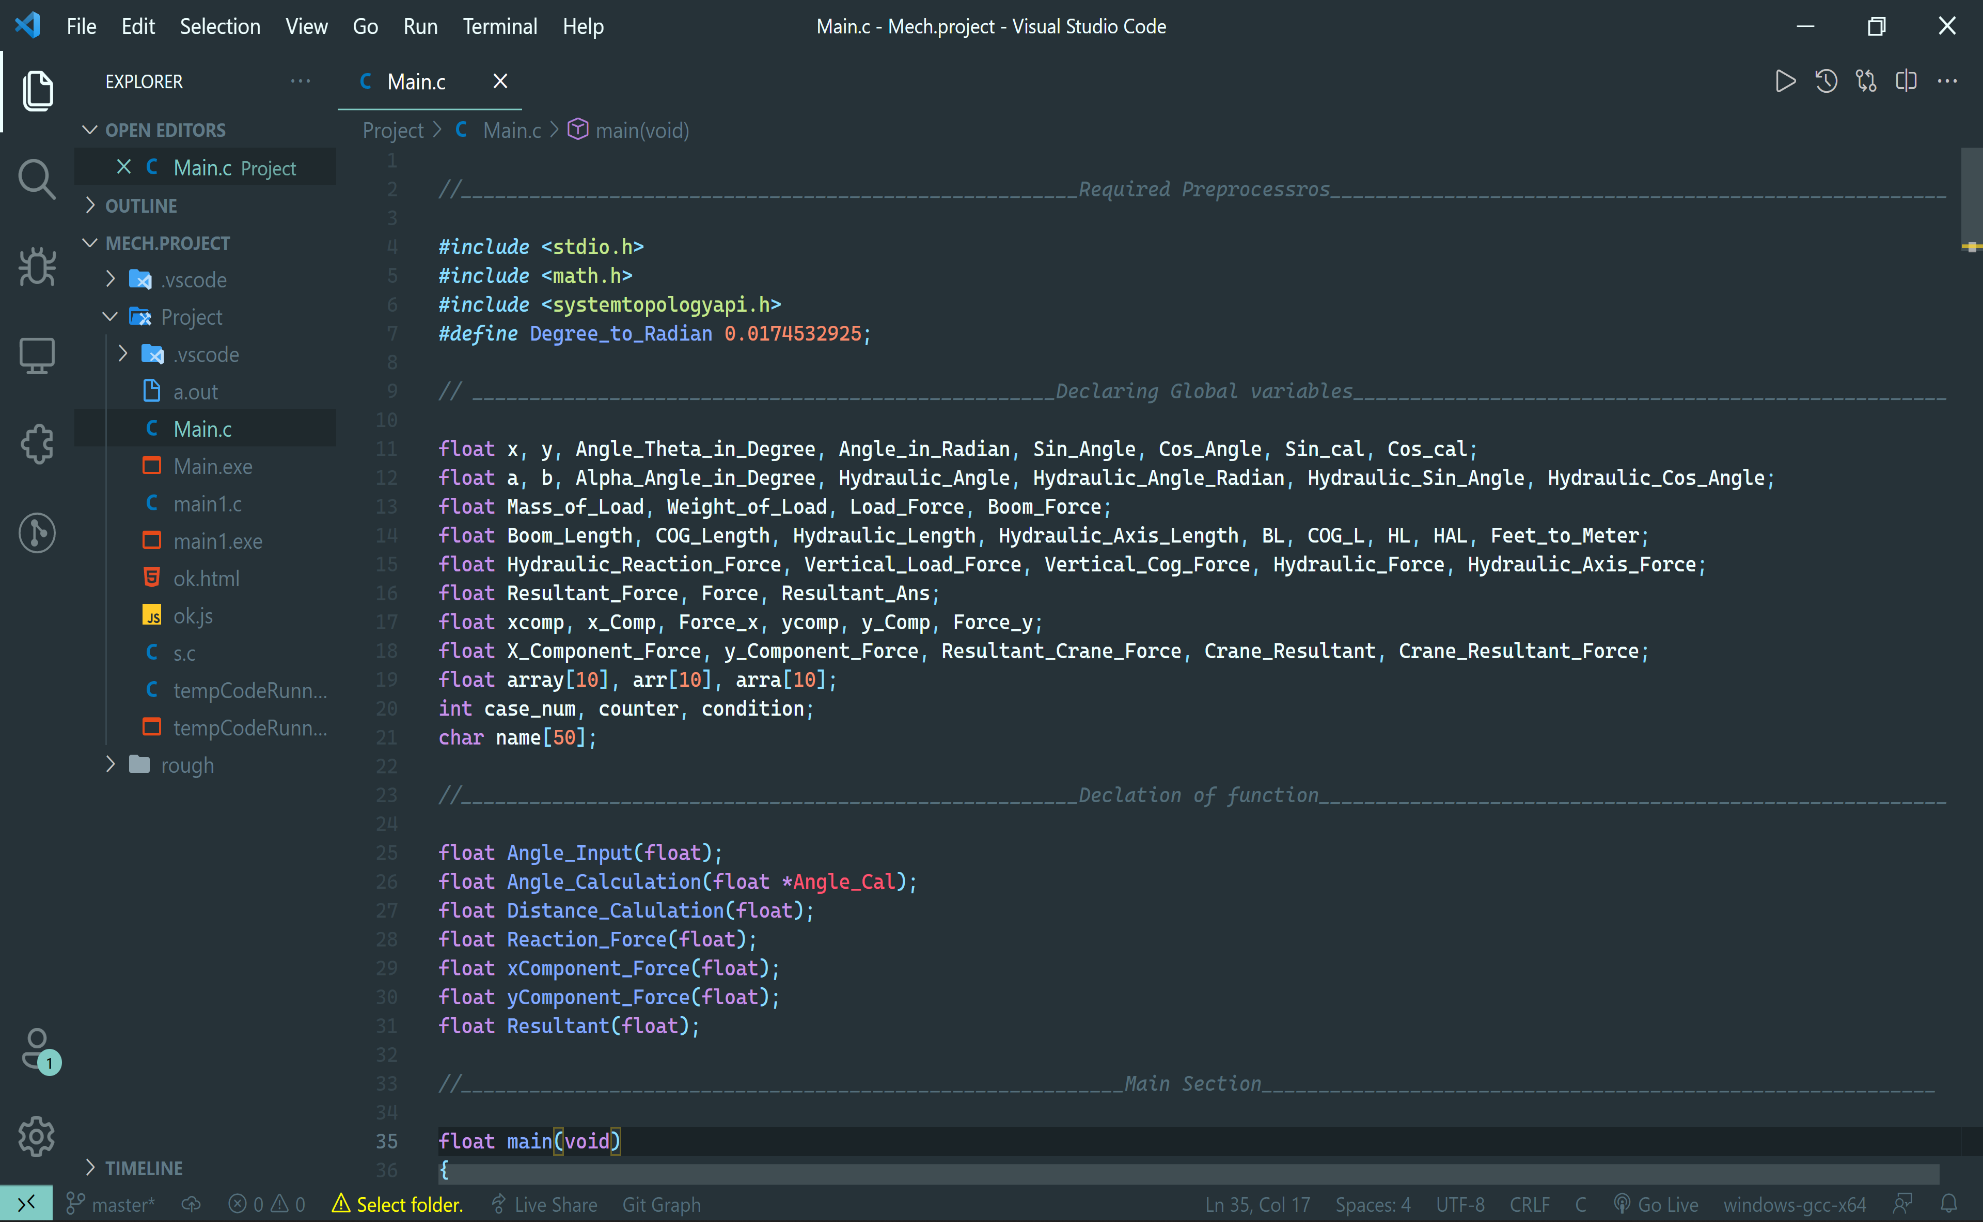 File Edit Selection View Go Run Terminal Help
Main.c - Mech.project - Visual Studio Code
EXPLORER
Main.c
OPEN EDITORS
Main.c Project
OUTLINE
MECH.PROJECT
.vscode
Project
.vscode
a.out
Main.c
Main.exe
main1.c
main1.exe
ok.html
ok.js
s.c
tempCodeRunn...
tempCodeRunn...
rough
TIMELINE
Project > C Main.c > main(void)
1
2 //______________________________________________________Required Preprocessros______________________________________________________
3
4 #include <stdio.h>
5 #include <math.h>
6 #include <systemtopologyapi.h>
7 #define Degree_to_Radian 0.0174532925;
8
9 // ___________________________________________________Declaring Global variables____________________________________________________
10
11 float x, y, Angle_Theta_in_Degree, Angle_in_Radian, Sin_Angle, Cos_Angle, Sin_cal, Cos_cal;
12 float a, b, Alpha_Angle_in_Degree, Hydraulic_Angle, Hydraulic_Angle_Radian, Hydraulic_Sin_Angle, Hydraulic_Cos_Angle;
13 float Mass_of_Load, Weight_of_Load, Load_Force, Boom_Force;
14 float Boom_Length, COG_Length, Hydraulic_Length, Hydraulic_Axis_Length, BL, COG_L, HL, HAL, Feet_to_Meter;
15 float Hydraulic_Reaction_Force, Vertical_Load_Force, Vertical_Cog_Force, Hydraulic_Force, Hydraulic_Axis_Force;
16 float Resultant_Force, Force, Resultant_Ans;
17 float xcomp, x_Comp, Force_x, ycomp, y_Comp, Force_y;
18 float X_Component_Force, y_Component_Force, Resultant_Crane_Force, Crane_Resultant, Crane_Resultant_Force;
19 float array[10], arr[10], arra[10];
20 int case_num, counter, condition;
21 char name[50];
22
23 //______________________________________________________Declation of function_______________________________________________________
24
25 float Angle_Input(float);
26 float Angle_Calculation(float *Angle_Cal);
27 float Distance_Calulation(float);
28 float Reaction_Force(float);
29 float xComponent_Force(float);
30 float yComponent_Force(float);
31 float Resultant(float);
32
33 //__________________________________________________________Main Section___________________________________________________________
34
35 float main(void)
36 {
1
master* 0 0 Select folder. Live Share Git Graph Ln 35, Col 17 Spaces: 4 UTF-8 CRLF C Go Live windows-gcc-x64